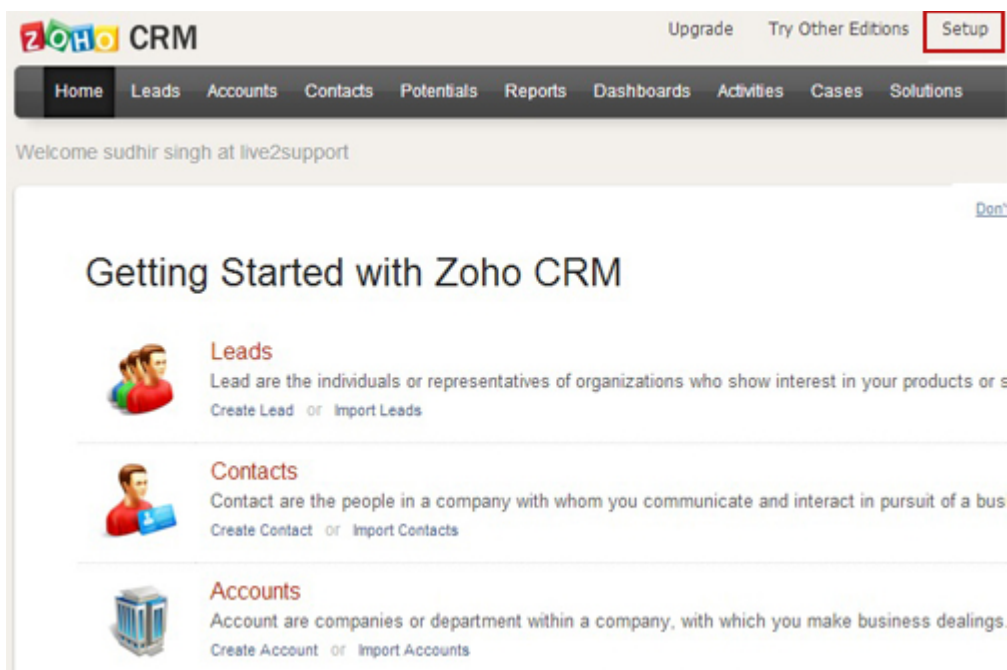 ZOHO CRM
Upgrade Try Other Editions Setup
Home Leads Accounts Contacts Potentials Reports Dashboards Activities Cases Solutions
Welcome sudhir singh at live2support
Don'
Getting Started with Zoho CRM
Leads
Lead are the individuals or representatives of organizations who show interest in your products or s
Create Lead or Import Leads
Contacts
Contact are the people in a company with whom you communicate and interact in pursuit of a bus
Create Contact or Import Contacts
Accounts
Account are companies or department within a company, with which you make business dealings.
Create Account or Import Accounts